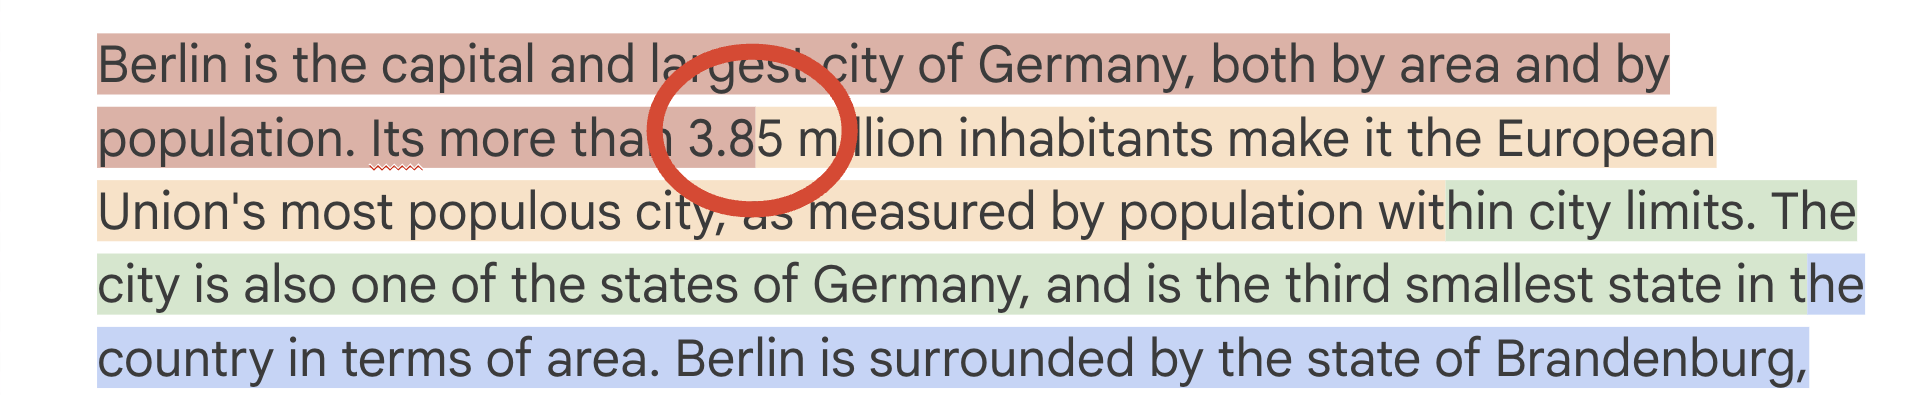 Berlin is the capital and largest city of Germany, both by area and by
population. Its more than 3.85 million inhabitants make it the European
Union's most populous city, as measured by population within city limits. The
city is also one of the states of Germany, and is the third smallest state in the
country in terms of area. Berlin is surrounded by the state of Brandenburg,